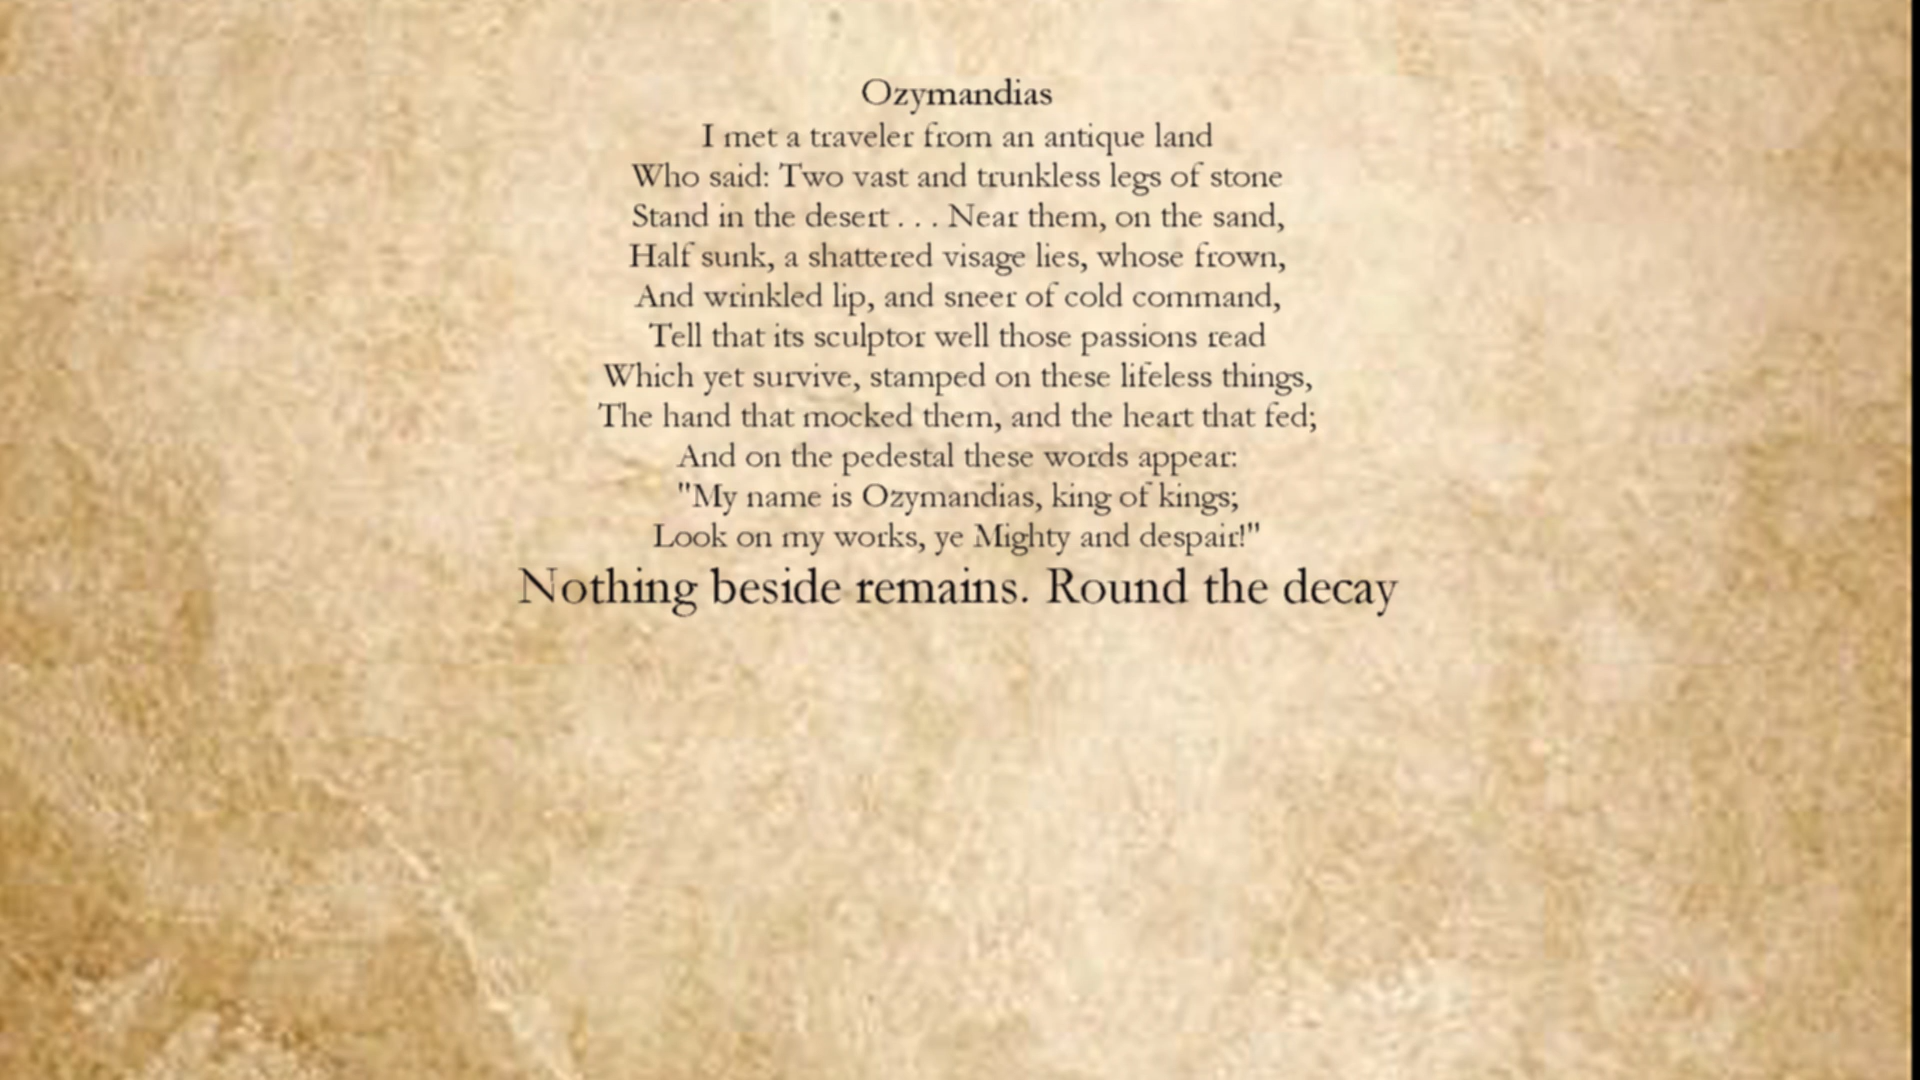 Ozymandias
I met a traveler from an antique land
Who said: Two vast and trunkless legs of stone
Stand in the desert . . . Near them, on the sand,
Half sunk, a shattered visage lies, whose frown,
And wrinkled lip, and sneer of cold command,
Tell that its sculptor well those passions read
Which yet survive, stamped on these lifeless things,
The hand that mocked them, and the heart that fed;
And on the pedestal these words appear:
"My name is Ozymandias, king of kings;
Look on my works, ye Mighty and despair!"
Nothing beside remains. Round the decay